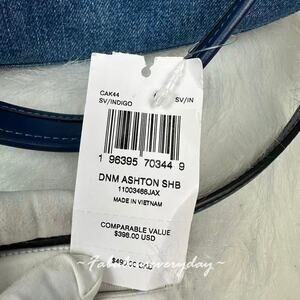 CAK44
SV/INDIGO
SV/IN
1 96395 70344 9
DNM ASHTON SHB
11003466JAX
MADE IN VIETNAM
COMPARABLE VALUE
$398.00 USD